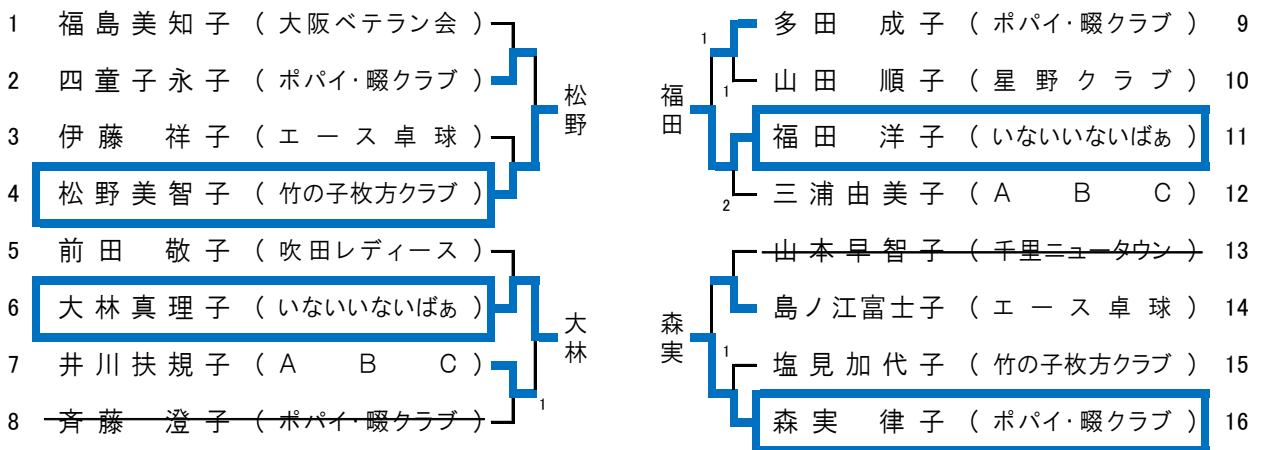 1 福島美知子 (大阪ベテラン会)
2 四童子永子 (ポパイ・畷クラブ)
3 伊藤 祥子 (エース卓球)
4 松野美智子 (竹の子枚方クラブ)
松野
5 前田 敬子 (吹田レディース)
6 大林真理子 (いないいないばぁ)
7 井川扶規子 (A B C)
8 斉藤 澄子 (ポパイ・畷クラブ)
大林
1
多田 成子 (ポパイ・畷クラブ) 9
1
山田 順子 (星野クラブ) 10
1
福田
福田 洋子 (いないいないばぁ) 11
三浦由美子 (A B C) 12
2
山本早智子 (千里ニュータウン) 13
島ノ江富士子 (エース卓球) 14
森実
1
塩見加代子 (竹の子枚方クラブ) 15
森実 律子 (ポパイ・畷クラブ) 16